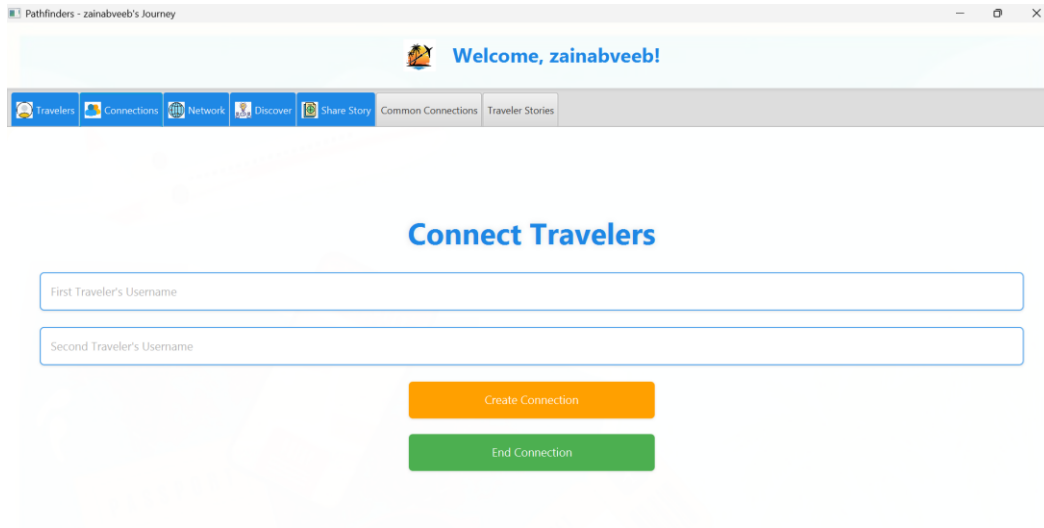 Pathfinders - zainabveeb's Journey
Welcome, zainabveeb!
Travelers Connections Network Discover Share Story Common Connections Traveler Stories
Connect Travelers
First Traveler's Username
Second Traveler's Username
Create Connection
End Connection